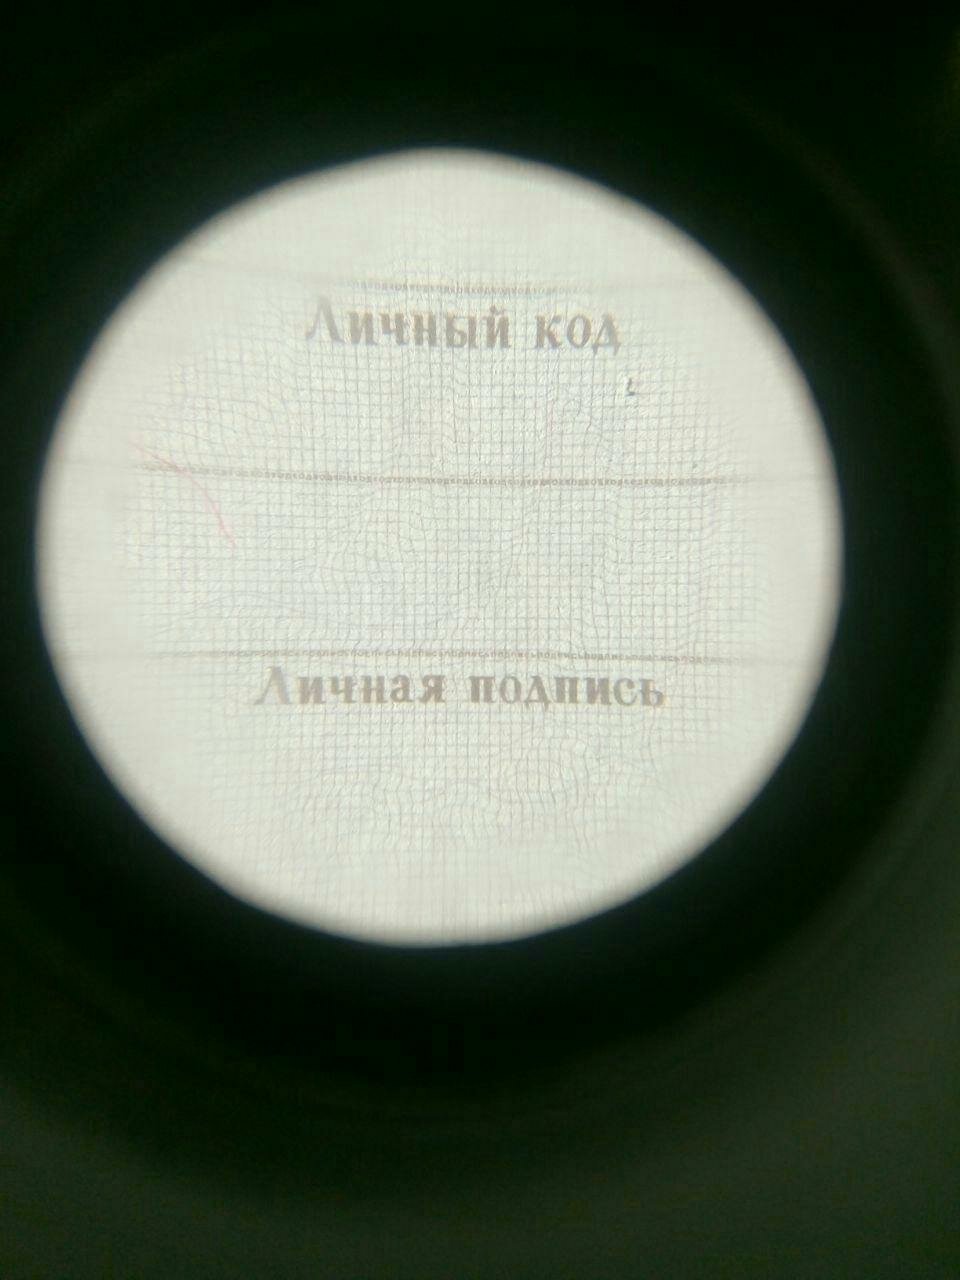 Личный код
Личная подпись